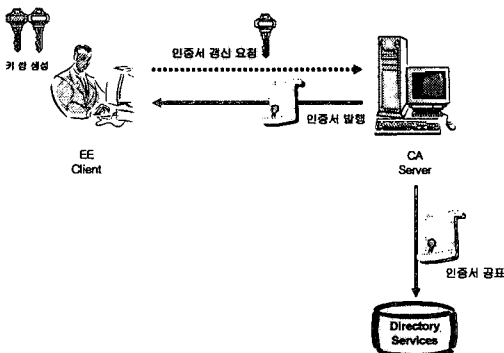 키 쌍 생성
인증서 갱신 요청
인증서 발행
EE
Client
CA
Server
인증서 공표
Directory
Services